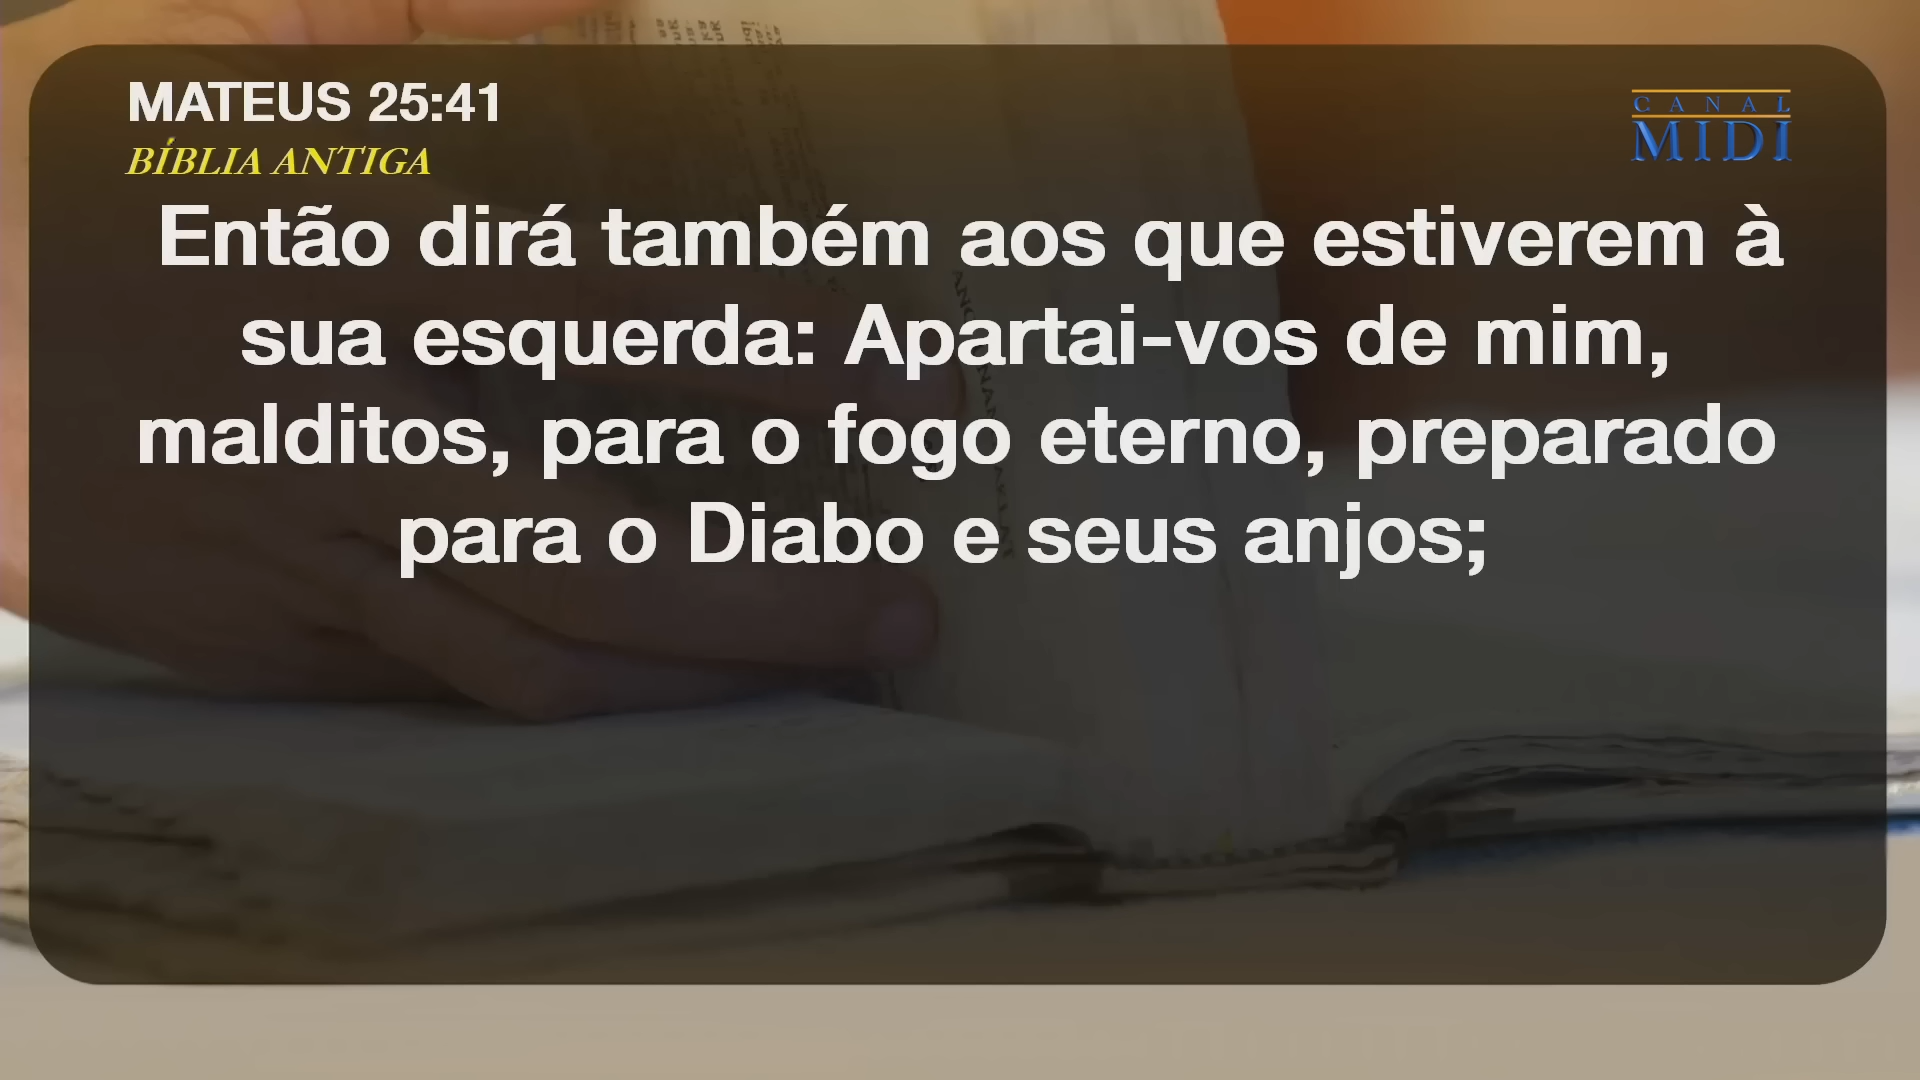 MATEUS 25:41
BÍBLIA ANTIGA
CANAL
MIDI
Então dirá também aos que estiverem à
sua esquerda: Apartai-vos de mim,
malditos, para o fogo eterno, preparado
para o Diabo e seus anjos;